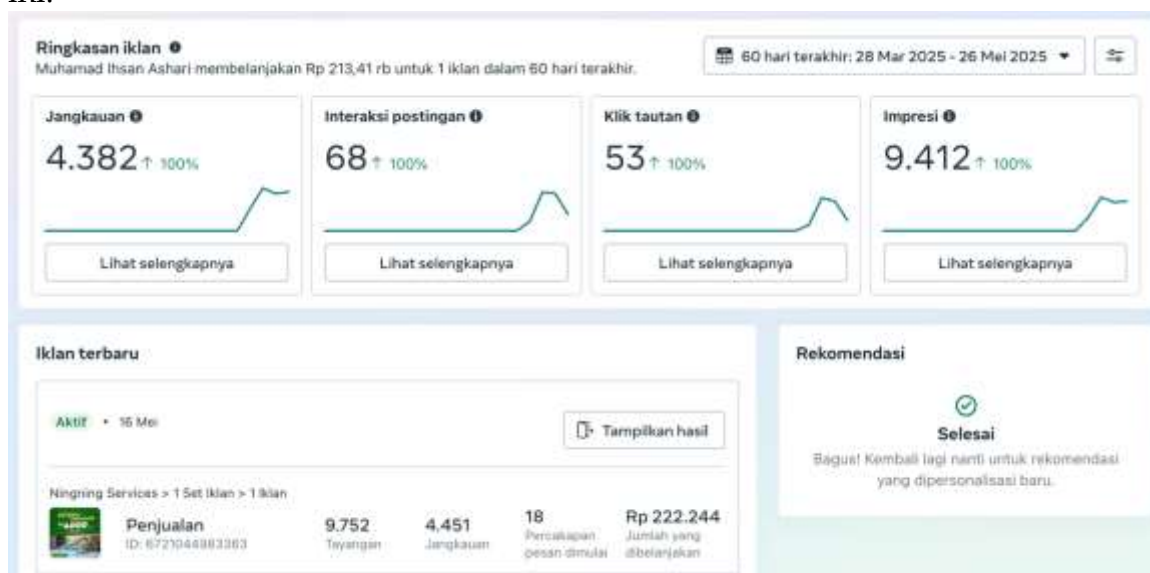 Ringkasan iklan
Muhamad Ihsan Ashari membelanjakan Rp 213,41 rb untuk 1 iklan dalam 60 hari terakhir.
60 hari terakhir: 28 Mar 2025 - 26 Mei 2025
Jangkauan
4.382 ↑ 100%
Lihat selengkapnya
Interaksi postingan
68 ↑ 100%
Lihat selengkapnya
Klik tautan
53 ↑ 100%
Lihat selengkapnya
Impresi
9.412 ↑ 100%
Lihat selengkapnya
Iklan terbaru
Aktif • 16 Mei
Tampilkan hasil
Ningning Services > 1 Set Iklan > 1 Iklan
Penjualan
9.752
Tayangan
4.451
Jangkauan
18
Percakapan
pesan dimulai
Rp 222.244
Jumlah yang
dibelanjakan
Rekomendasi
Selesai
Bagus! Kembali lagi nanti untuk rekomendasi
yang dipersonalisasi baru.